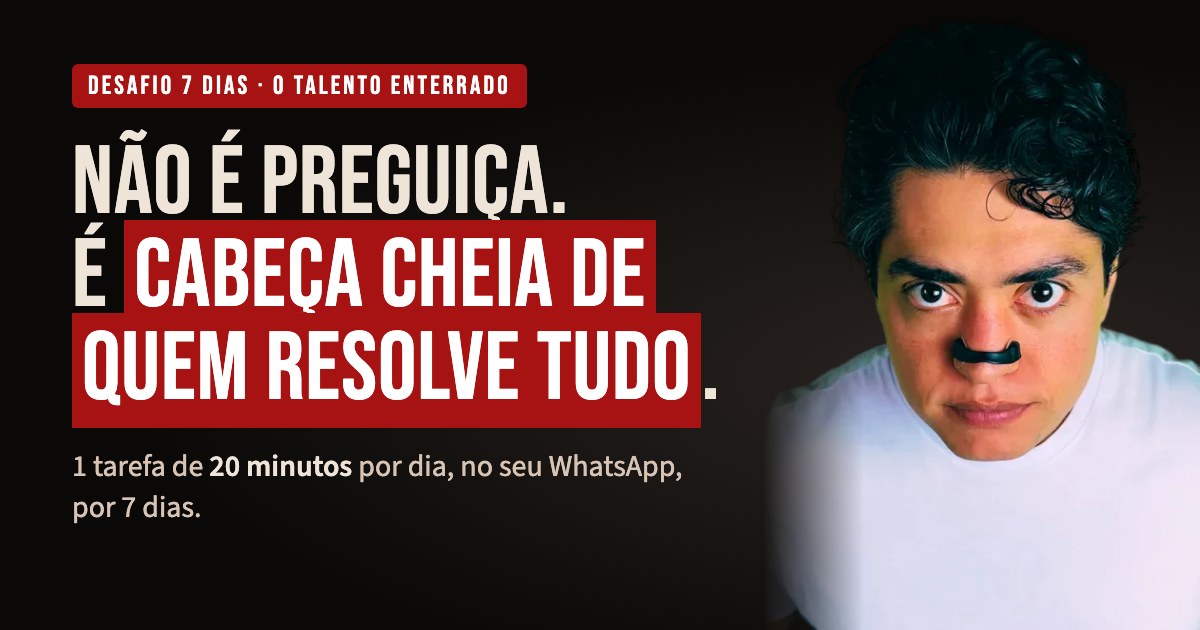 DESAFIO 7 DIAS · O TALENTO ENTERRADO
NÃO É PREGUIÇA.
É CABEÇA CHEIA DE
QUEM RESOLVE TUDO.
1 tarefa de 20 minutos por dia, no seu WhatsApp,
por 7 dias.